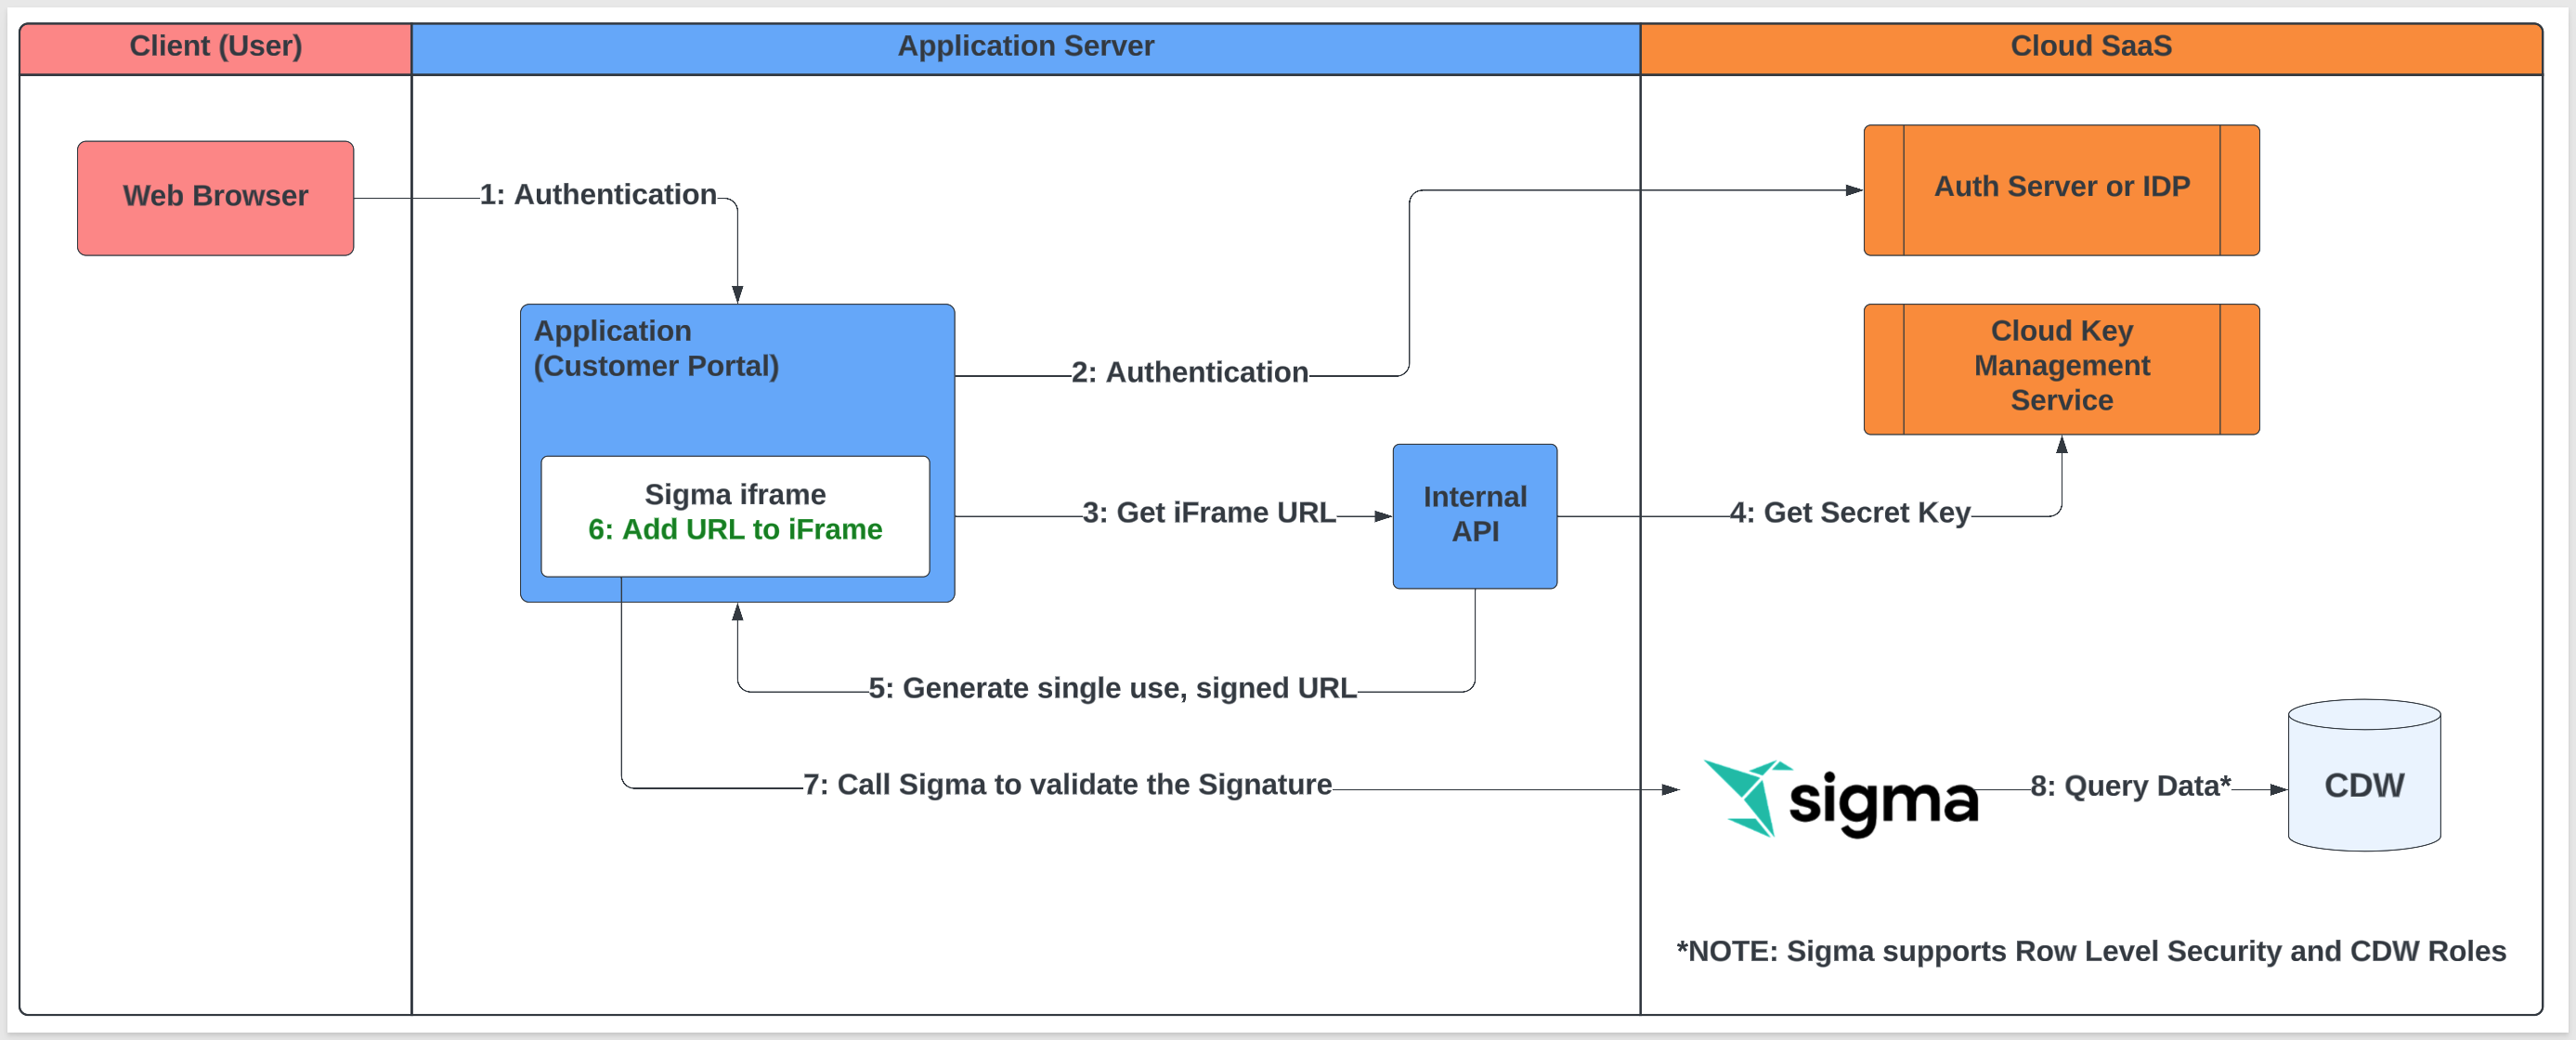 Client (User)
Application Server
Cloud SaaS
Web Browser
1: Authentication
Auth Server or IDP
Application
(Customer Portal)
2: Authentication
Cloud Key
Management
Service
Sigma iframe
6: Add URL to iFrame
3: Get iFrame URL
Internal
API
4: Get Secret Key
5: Generate single use, signed URL
7: Call Sigma to validate the Signature
sigma
8: Query Data*
CDW
*NOTE: Sigma supports Row Level Security and CDW Roles